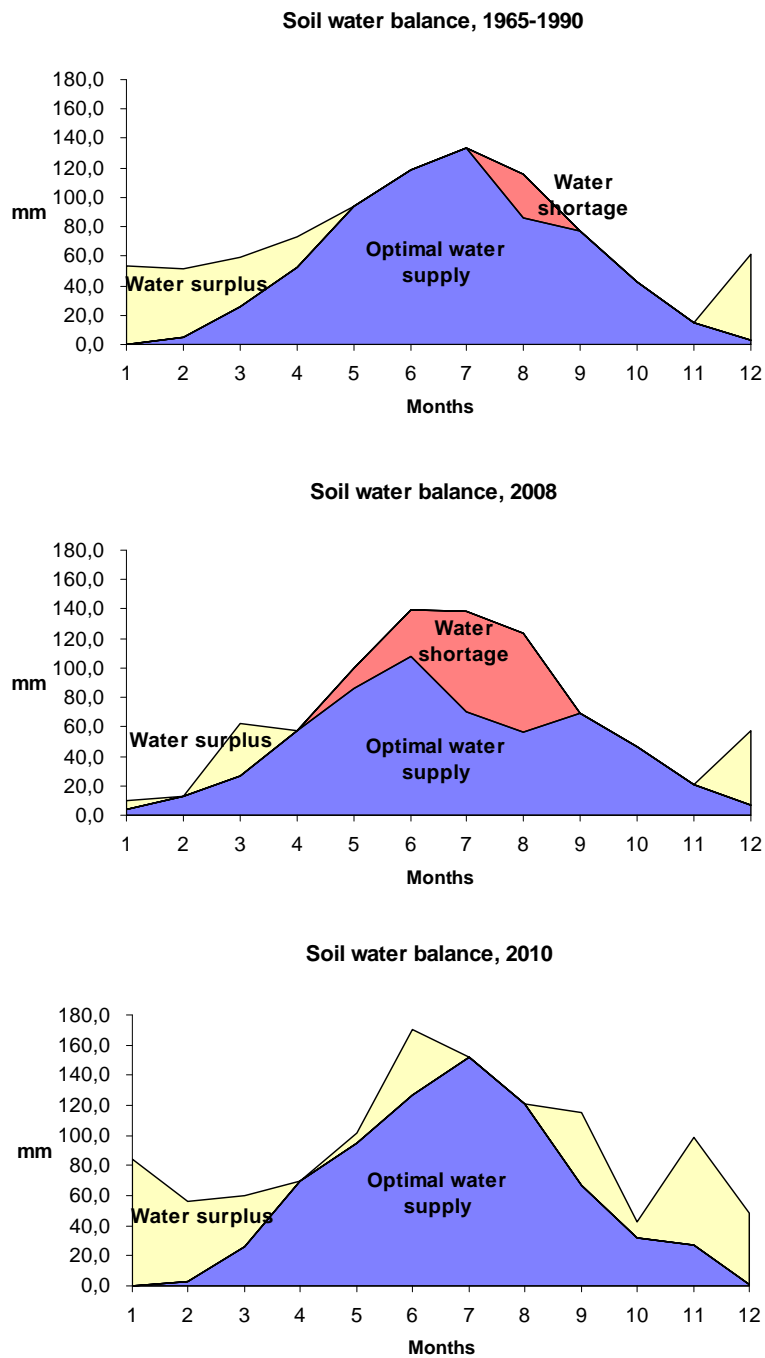 Soil water balance, 1965-1990
180,0
160,0
140,0
120,0
100,0
80,0
60,0
40,0
20,0
0,0
mm
Water
shortage
Optimal water
supply
Water surplus
1 2 3 4 5 6 7 8 9 10 11 12
Months
Soil water balance, 2008
180,0
160,0
140,0
120,0
100,0
80,0
60,0
40,0
20,0
0,0
mm
Water
shortage
Water surplus
Optimal water
supply
1 2 3 4 5 6 7 8 9 10 11 12
Months
Soil water balance, 2010
180,0
160,0
140,0
120,0
100,0
80,0
60,0
40,0
20,0
0,0
mm
Optimal water
supply
Water surplus
1 2 3 4 5 6 7 8 9 10 11 12
Months